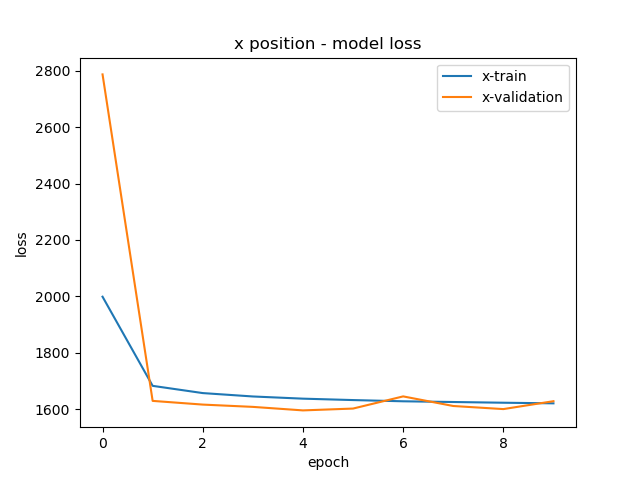 x position - model loss
x-train
x-validation
2800
2600
2400
2200
2000
1800
1600
loss
0 2 4 6 8
epoch